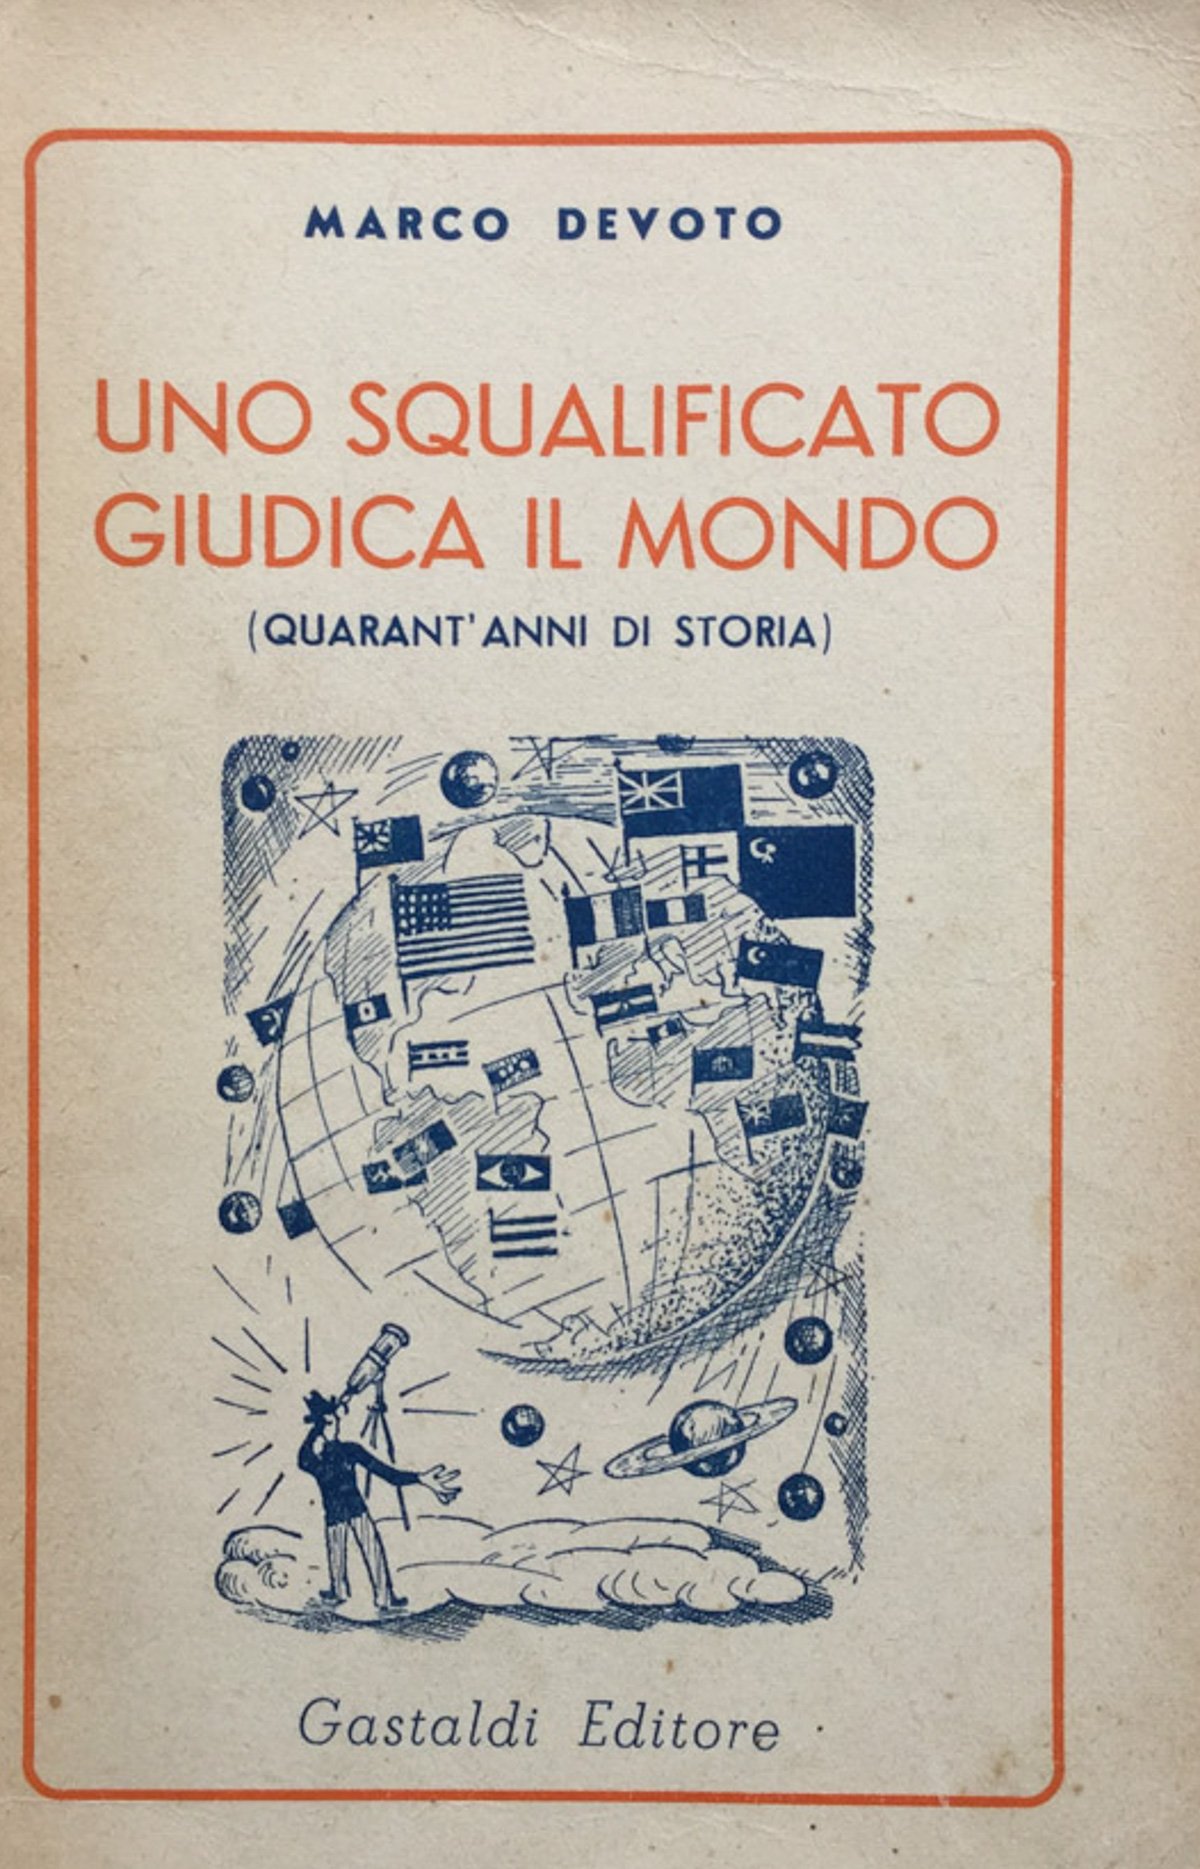 MARCO DEVOTO
UNO SQUALIFICATO
GIUDICA IL MONDO
(QUARANT'ANNI DI STORIA)
Gastaldi Editore